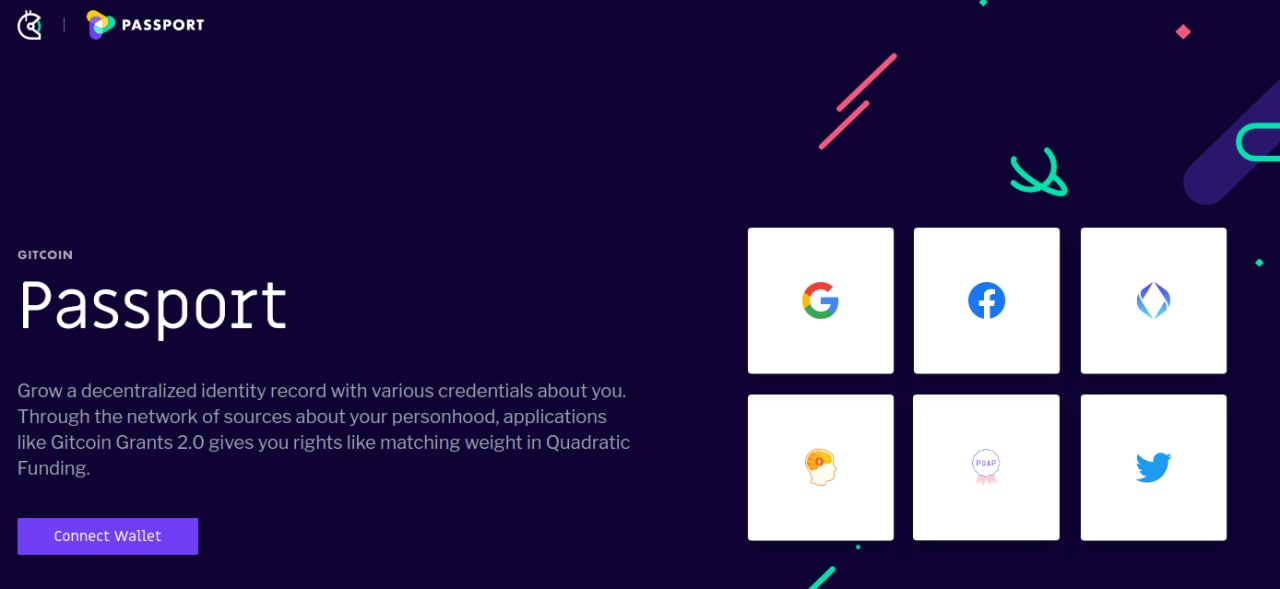 PASSPORT
GITCOIN
Passport
Grow a decentralized identity record with various credentials about you.
Through the network of sources about your personhood, applications
like Gitcoin Grants 2.0 gives you rights like matching weight in Quadratic
Funding.
Connect Wallet
POAP